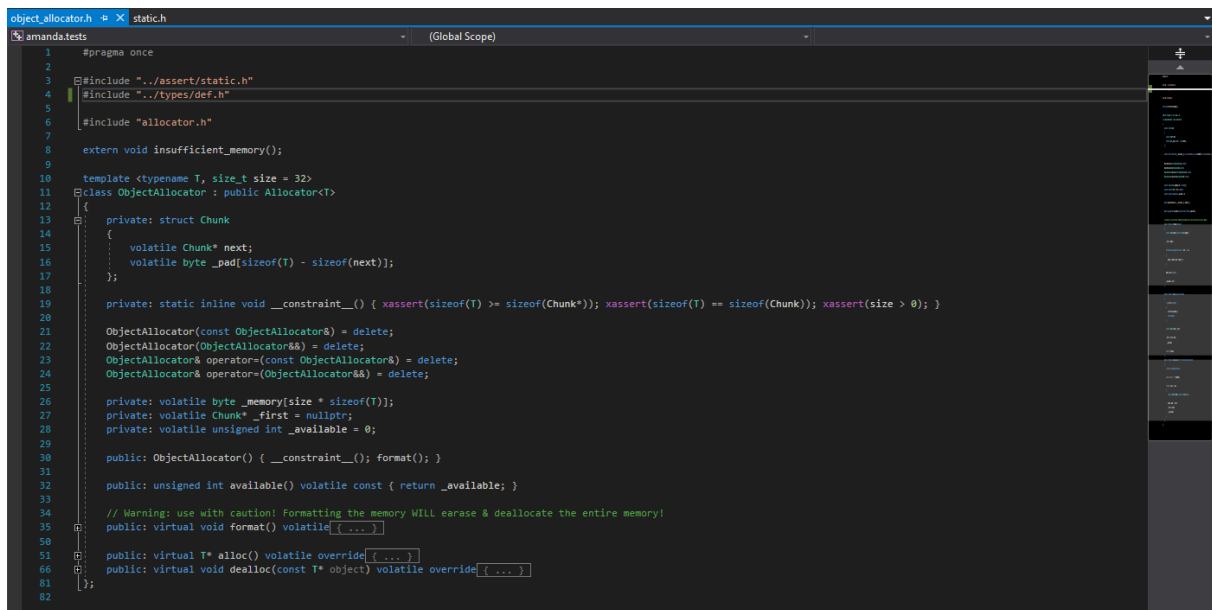 object_allocator.h static.h
amanda.tests (Global Scope)
1 #pragma once
2
3 #include "../assert/static.h"
4 #include "../types/def.h"
5
6 #include "allocator.h"
7
8 extern void insufficient_memory();
9
10 template <typename T, size_t size = 32>
11 class ObjectAllocator : public Allocator<T>
12 {
13 private: struct Chunk
14 {
15 volatile Chunk* next;
16 volatile byte _pad[sizeof(T) - sizeof(next)];
17 };
18
19 private: static inline void __constraint__() { xassert(sizeof(T) >= sizeof(Chunk*)); xassert(sizeof(T) == sizeof(Chunk)); xassert(size > 0); }
20
21 ObjectAllocator(const ObjectAllocator&) = delete;
22 ObjectAllocator(ObjectAllocator&&) = delete;
23 ObjectAllocator& operator=(const ObjectAllocator&) = delete;
24 ObjectAllocator& operator=(ObjectAllocator&&) = delete;
25
26 private: volatile byte _memory[size * sizeof(T)];
27 private: volatile Chunk* _first = nullptr;
28 private: volatile unsigned int _available = 0;
29
30 public: ObjectAllocator() { __constraint__(); format(); }
31
32 public: unsigned int available() volatile const { return _available; }
33
34 // Warning: use with caution! Formatting the memory WILL earase & deallocate the entire memory!
35 public: virtual void format() volatile { ... }
50
51 public: virtual T* alloc() volatile override { ... }
66 public: virtual void dealloc(const T* object) volatile override { ... }
81 };
82